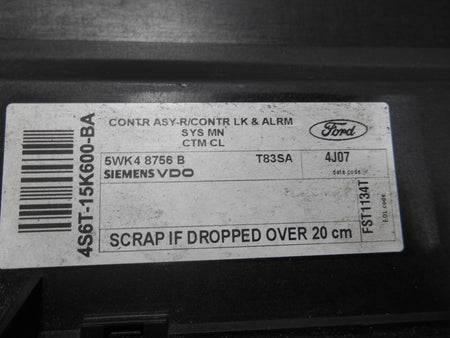 4S6T-15K600-BA
CONTR ASY-R/CONTR LK & ALRM
SYS MN
CTM CL
Ford
5WK4 8756 B T83SA 4J07
SIEMENS VDO date code
FST1134T
EOL code
SCRAP IF DROPPED OVER 20 cm